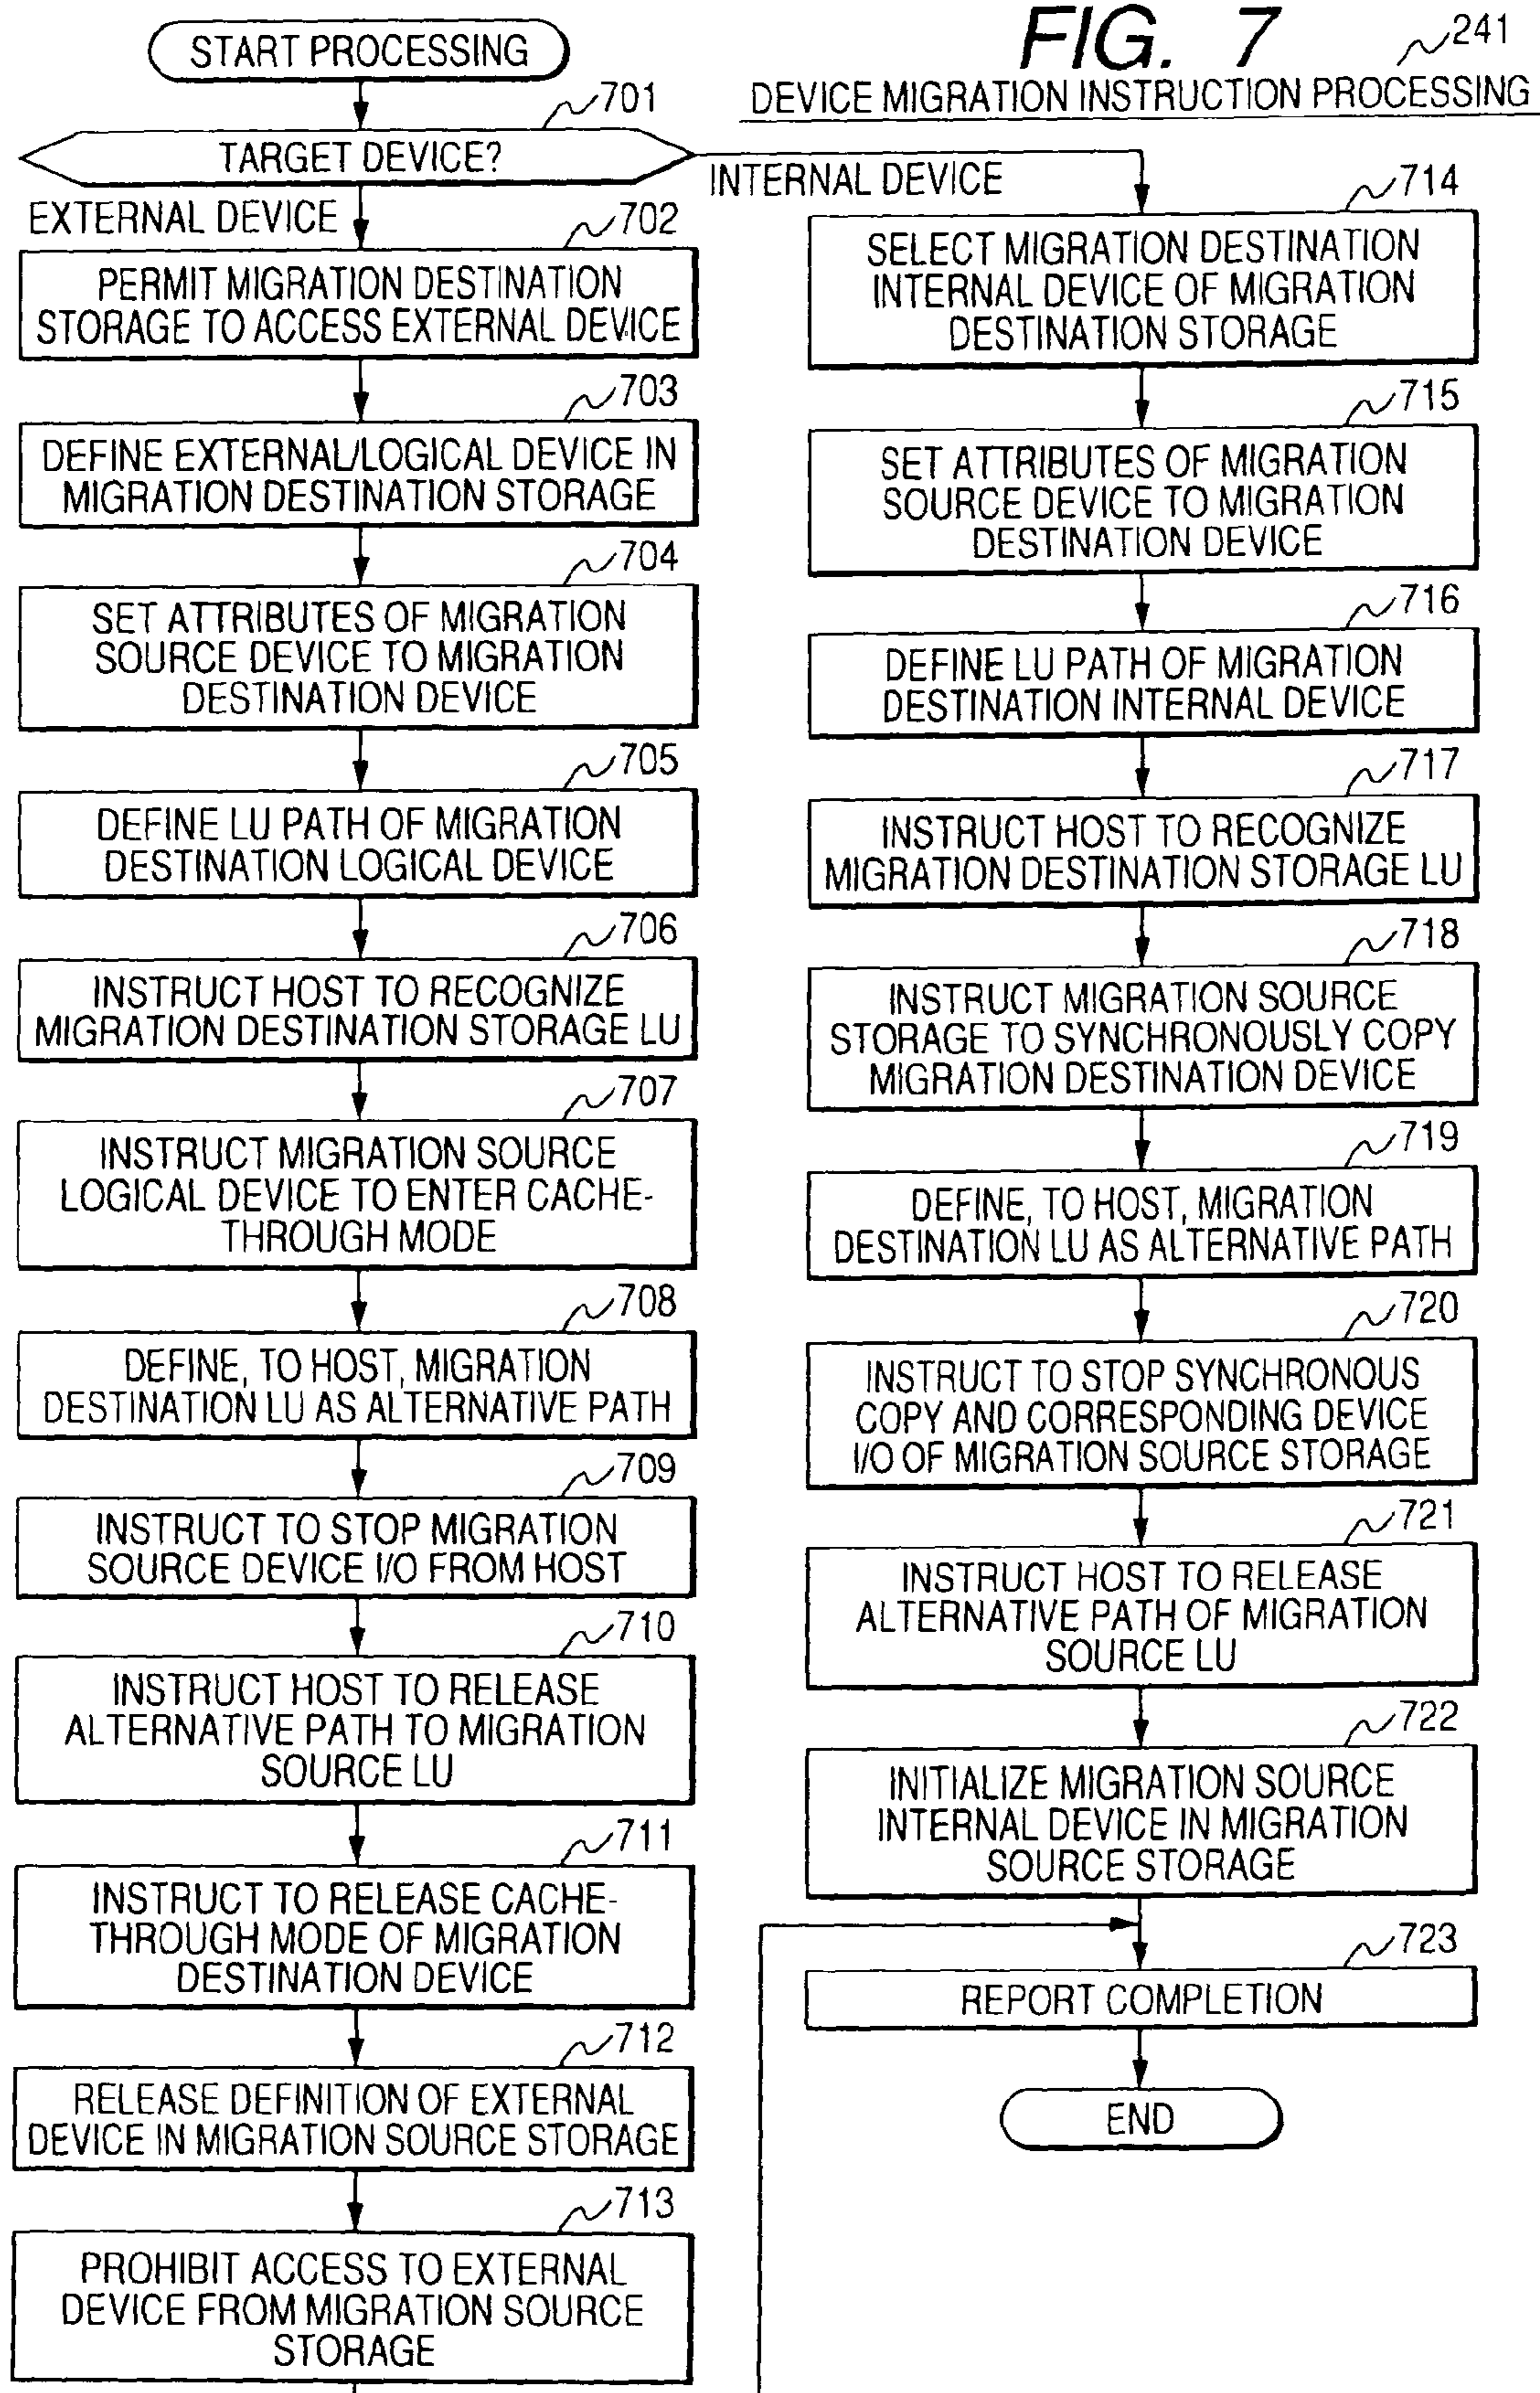 FIG. 7
241
DEVICE MIGRATION INSTRUCTION PROCESSING
START PROCESSING
701
TARGET DEVICE?
EXTERNAL DEVICE
INTERNAL DEVICE
702
PERMIT MIGRATION DESTINATION
STORAGE TO ACCESS EXTERNAL DEVICE
703
DEFINE EXTERNAL/LOGICAL DEVICE IN
MIGRATION DESTINATION STORAGE
704
SET ATTRIBUTES OF MIGRATION
SOURCE DEVICE TO MIGRATION
DESTINATION DEVICE
705
DEFINE LU PATH OF MIGRATION
DESTINATION LOGICAL DEVICE
706
INSTRUCT HOST TO RECOGNIZE
MIGRATION DESTINATION STORAGE LU
707
INSTRUCT MIGRATION SOURCE
LOGICAL DEVICE TO ENTER CACHE-
THROUGH MODE
708
DEFINE, TO HOST, MIGRATION
DESTINATION LU AS ALTERNATIVE PATH
709
INSTRUCT TO STOP MIGRATION
SOURCE DEVICE I/O FROM HOST
710
INSTRUCT HOST TO RELEASE
ALTERNATIVE PATH TO MIGRATION
SOURCE LU
711
INSTRUCT TO RELEASE CACHE-
THROUGH MODE OF MIGRATION
DESTINATION DEVICE
712
RELEASE DEFINITION OF EXTERNAL
DEVICE IN MIGRATION SOURCE STORAGE
713
PROHIBIT ACCESS TO EXTERNAL
DEVICE FROM MIGRATION SOURCE
STORAGE
714
SELECT MIGRATION DESTINATION
INTERNAL DEVICE OF MIGRATION
DESTINATION STORAGE
715
SET ATTRIBUTES OF MIGRATION
SOURCE DEVICE TO MIGRATION
DESTINATION DEVICE
716
DEFINE LU PATH OF MIGRATION
DESTINATION INTERNAL DEVICE
717
INSTRUCT HOST TO RECOGNIZE
MIGRATION DESTINATION STORAGE LU
718
INSTRUCT MIGRATION SOURCE
STORAGE TO SYNCHRONOUSLY COPY
MIGRATION DESTINATION DEVICE
719
DEFINE, TO HOST, MIGRATION
DESTINATION LU AS ALTERNATIVE PATH
720
INSTRUCT TO STOP SYNCHRONOUS
COPY AND CORRESPONDING DEVICE
I/O OF MIGRATION SOURCE STORAGE
721
INSTRUCT HOST TO RELEASE
ALTERNATIVE PATH OF MIGRATION
SOURCE LU
722
INITIALIZE MIGRATION SOURCE
INTERNAL DEVICE IN MIGRATION
SOURCE STORAGE
723
REPORT COMPLETION
END